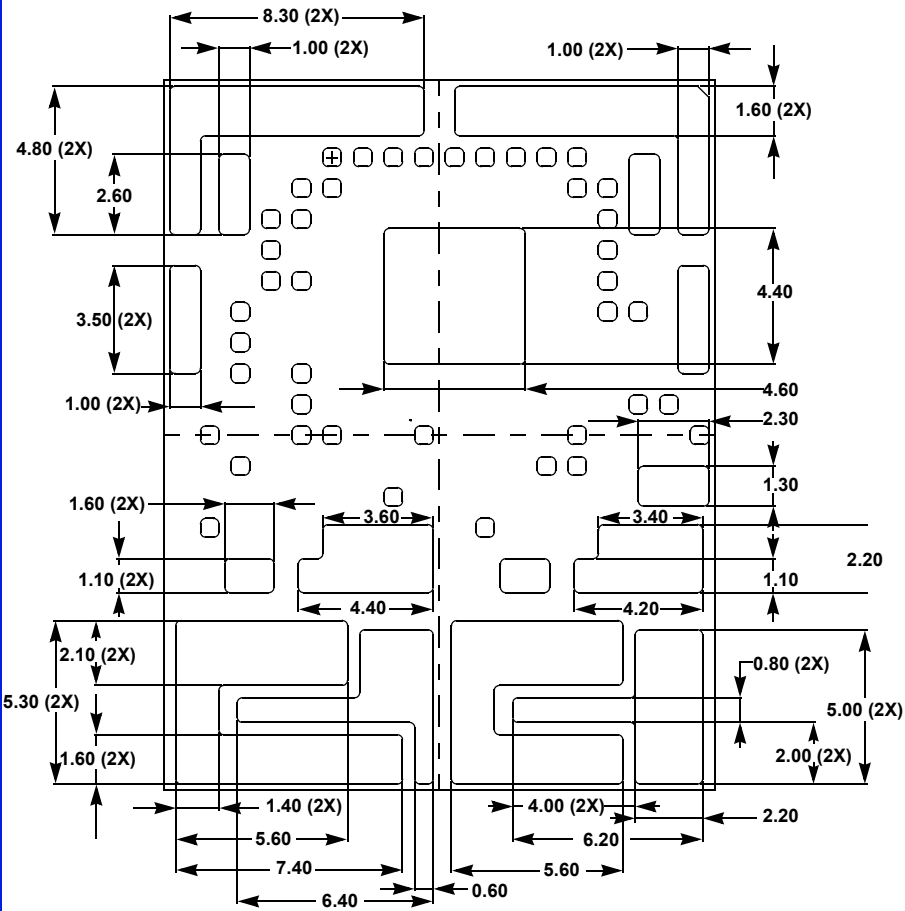 8.30 (2X)
1.00 (2X)
1.00 (2X)
1.60 (2X)
4.80 (2X)
2.60
4.40
3.50 (2X)
4.60
1.00 (2X)
2.30
1.30
1.60 (2X)
3.60
3.40
2.20
1.10 (2X)
1.10
4.40
4.20
2.10 (2X)
0.80 (2X)
5.30 (2X)
5.00 (2X)
2.00 (2X)
1.60 (2X)
1.40 (2X)
4.00 (2X)
2.20
5.60
6.20
7.40
5.60
0.60
6.40